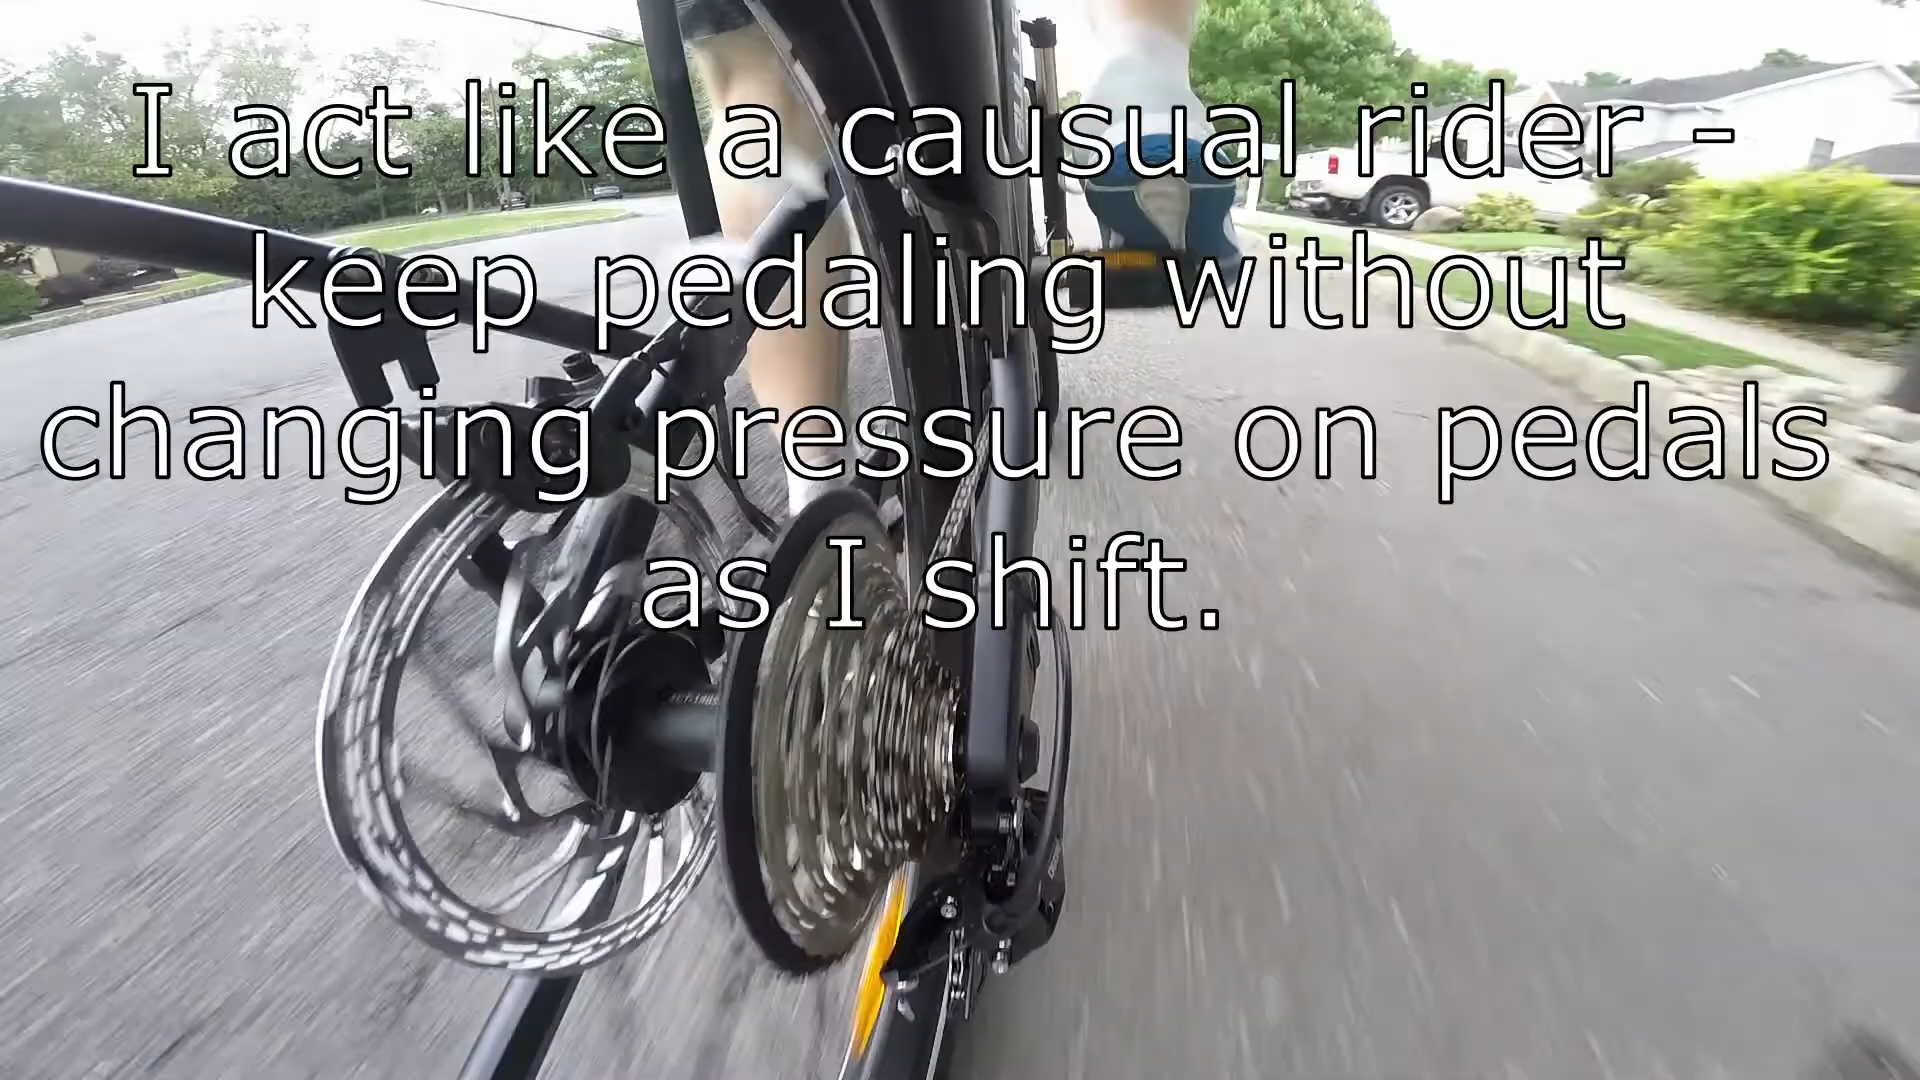 I act like a causual rider -
keep pedaling without
changing pressure on pedals
as I shift.